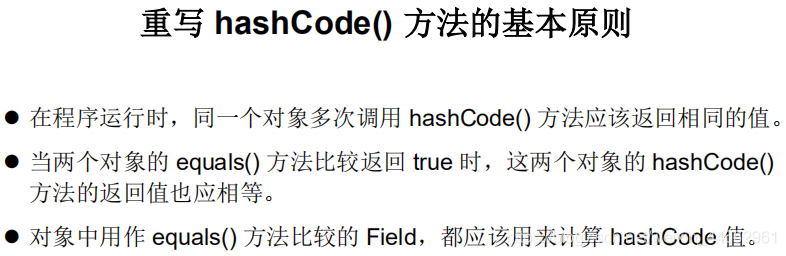 重写 hashCode() 方法的基本原则
● 在程序运行时，同一个对象多次调用 hashCode() 方法应该返回相同的值。
● 当两个对象的 equals() 方法比较返回 true 时，这两个对象的 hashCode()
方法的返回值也应相等。
● 对象中用作 equals() 方法比较的 Field，都应该用来计算 hashCode 值。